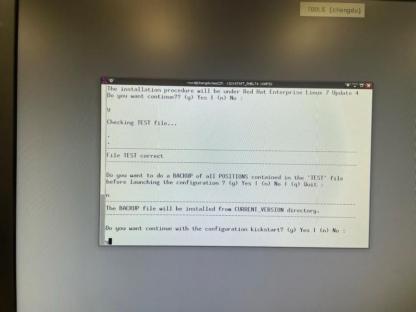 TOOLS (chengdu)
The installation procedure will be under Red Hat Enterprise Linux 7 Update 4
Do you want continue?? (y) Yes | (n) No :
y
Checking TEST file...
.
.
File TEST correct
Do you want to do a BACKUP of all POSITIONS contained in the 'TEST' file
before launching the configuration ? (y) Yes | (n) No | (q) Quit :
n
The BACKUP file will be installed from CURRENT_VERSION directory.
Do you want continue with the configuration kickstart? (y) Yes | (n) No :